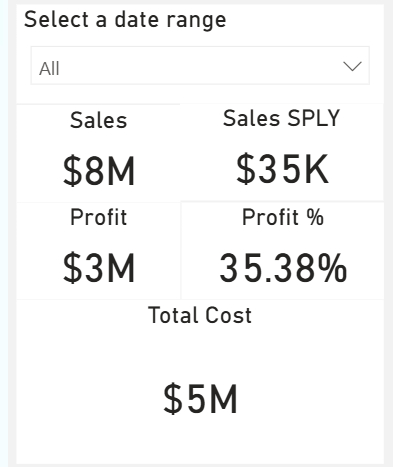 Select a date range
All
Sales
Sales SPLY
$8M
$35K
Profit
Profit %
$3M
35.38%
Total Cost
$5M